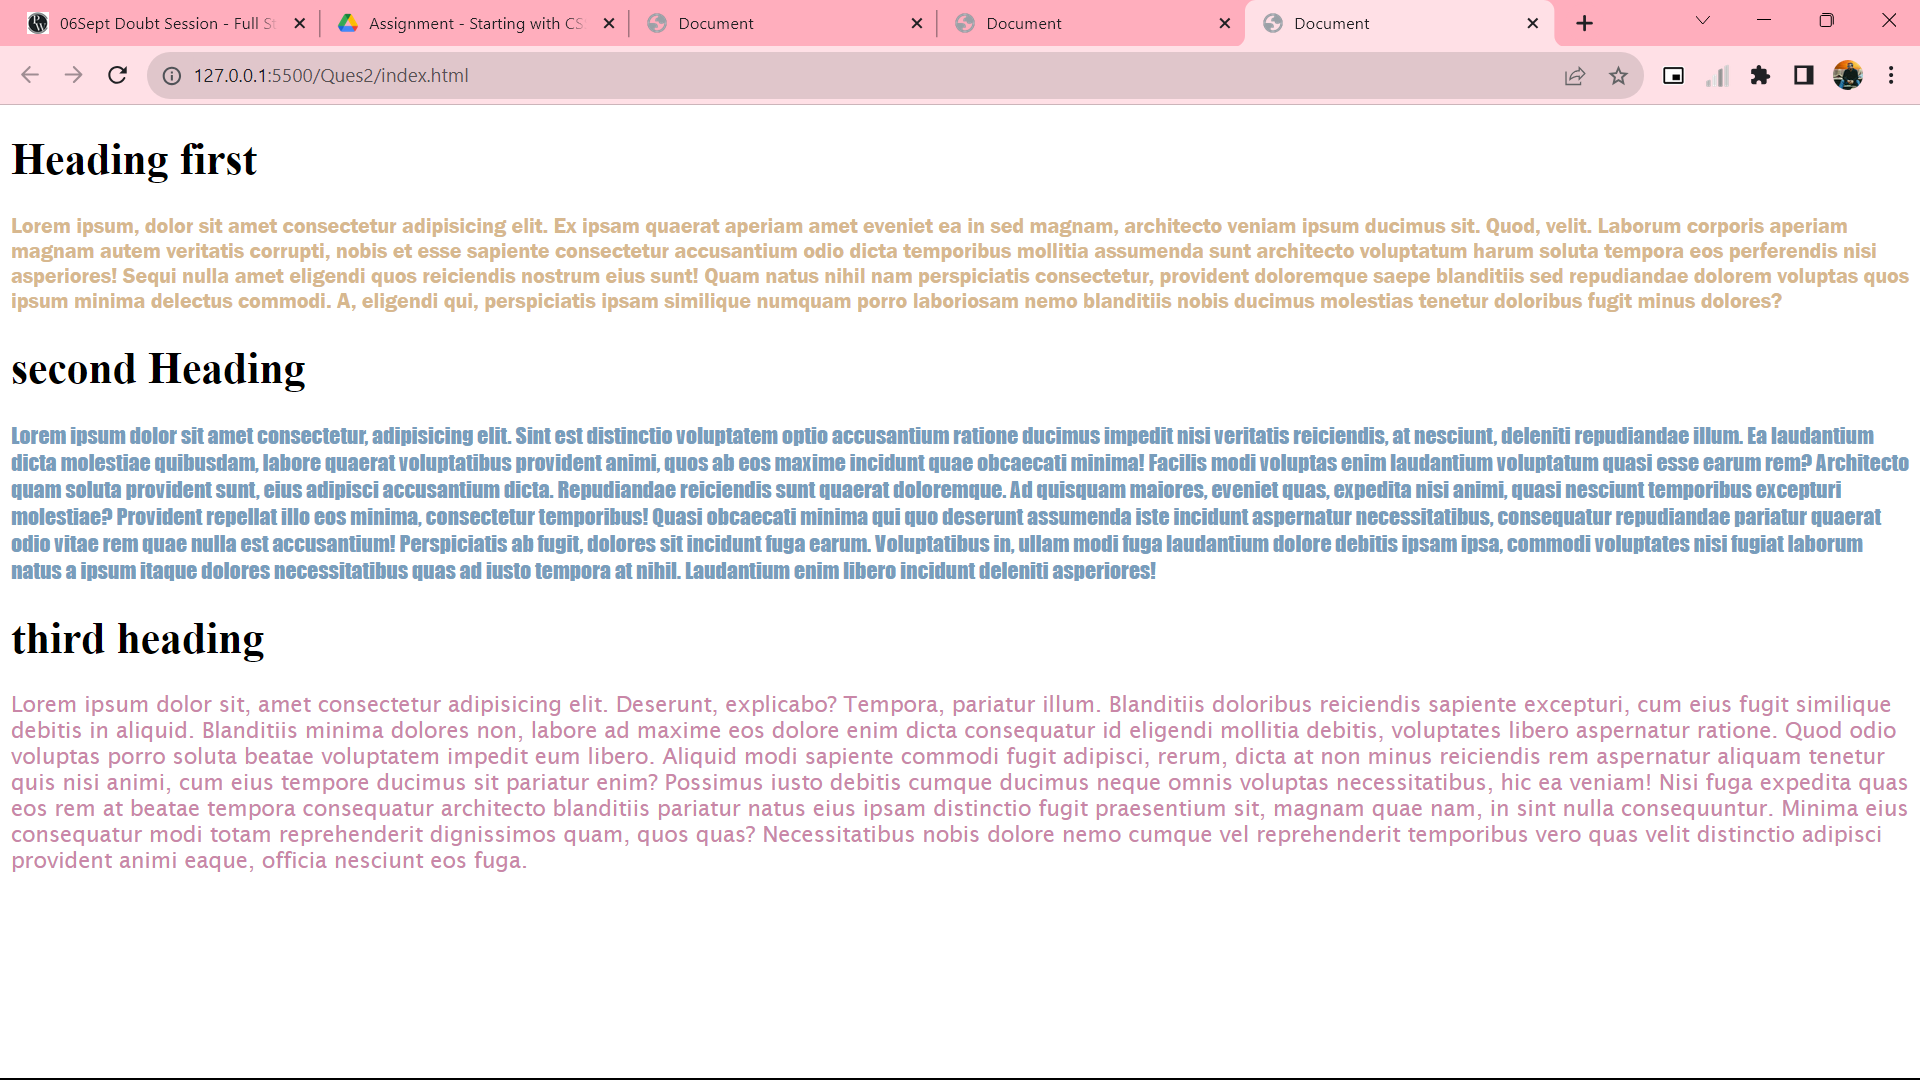 06Sept Doubt Session - Full St
Assignment - Starting with CS
Document
Document
Document
127.0.0.1:5500/Ques2/index.html
Heading first
Lorem ipsum, dolor sit amet consectetur adipisicing elit. Ex ipsam quaerat aperiam amet eveniet ea in sed magnam, architecto veniam ipsum ducimus sit. Quod, velit. Laborum corporis aperiam
magnam autem veritatis corrupti, nobis et esse sapiente consectetur accusantium odio dicta temporibus mollitia assumenda sunt architecto voluptatum harum soluta tempora eos perferendis nisi
asperiores! Sequi nulla amet eligendi quos reiciendis nostrum eius sunt! Quam natus nihil nam perspiciatis consectetur, provident doloremque saepe blanditiis sed repudiandae dolorem voluptas quos
ipsum minima delectus commodi. A, eligendi qui, perspiciatis ipsam similique numquam porro laboriosam nemo blanditiis nobis ducimus molestias tenetur doloribus fugit minus dolores?
second Heading
Lorem ipsum dolor sit amet consectetur, adipisicing elit. Sint est distinctio voluptatem optio accusantium ratione ducimus impedit nisi veritatis reiciendis, at nesciunt, deleniti repudiandae illum. Ea laudantium
dicta molestiae quibusdam, labore quaerat voluptatibus provident animi, quos ab eos maxime incidunt quae obcaecati minima! Facilis modi voluptas enim laudantium voluptatum quasi esse earum rem? Architecto
quam soluta provident sunt, eius adipisci accusantium dicta. Repudiandae reiciendis sunt quaerat doloremque. Ad quisquam maiores, eveniet quas, expedita nisi animi, quasi nesciunt temporibus excepturi
molestiae? Provident repellat illo eos minima, consectetur temporibus! Quasi obcaecati minima qui quo deserunt assumenda iste incidunt aspernatur necessitatibus, consequatur repudiandae pariatur quaerat
odio vitae rem quae nulla est accusantium! Perspiciatis ab fugit, dolores sit incidunt fuga earum. Voluptatibus in, ullam modi fuga laudantium dolore debitis ipsam ipsa, commodi voluptates nisi fugiat laborum
natus a ipsum itaque dolores necessitatibus quas ad iusto tempora at nihil. Laudantium enim libero incidunt deleniti asperiores!
third heading
Lorem ipsum dolor sit, amet consectetur adipisicing elit. Deserunt, explicabo? Tempora, pariatur illum. Blanditiis doloribus reiciendis sapiente excepturi, cum eius fugit similique
debitis in aliquid. Blanditiis minima dolores non, labore ad maxime eos dolore enim dicta consequatur id eligendi mollitia debitis, voluptates libero aspernatur ratione. Quod odio
voluptas porro soluta beatae voluptatem impedit eum libero. Aliquid modi sapiente commodi fugit adipisci, rerum, dicta at non minus reiciendis rem aspernatur aliquam tenetur
quis nisi animi, cum eius tempore ducimus sit pariatur enim? Possimus iusto debitis cumque ducimus neque omnis voluptas necessitatibus, hic ea veniam! Nisi fuga expedita quas
eos rem at beatae tempora consequatur architecto blanditiis pariatur natus eius ipsam distinctio fugit praesentium sit, magnam quae nam, in sint nulla consequuntur. Minima eius
consequatur modi totam reprehenderit dignissimos quam, quos quas? Necessitatibus nobis dolore nemo cumque vel reprehenderit temporibus vero quas velit distinctio adipisci
provident animi eaque, officia nesciunt eos fuga.